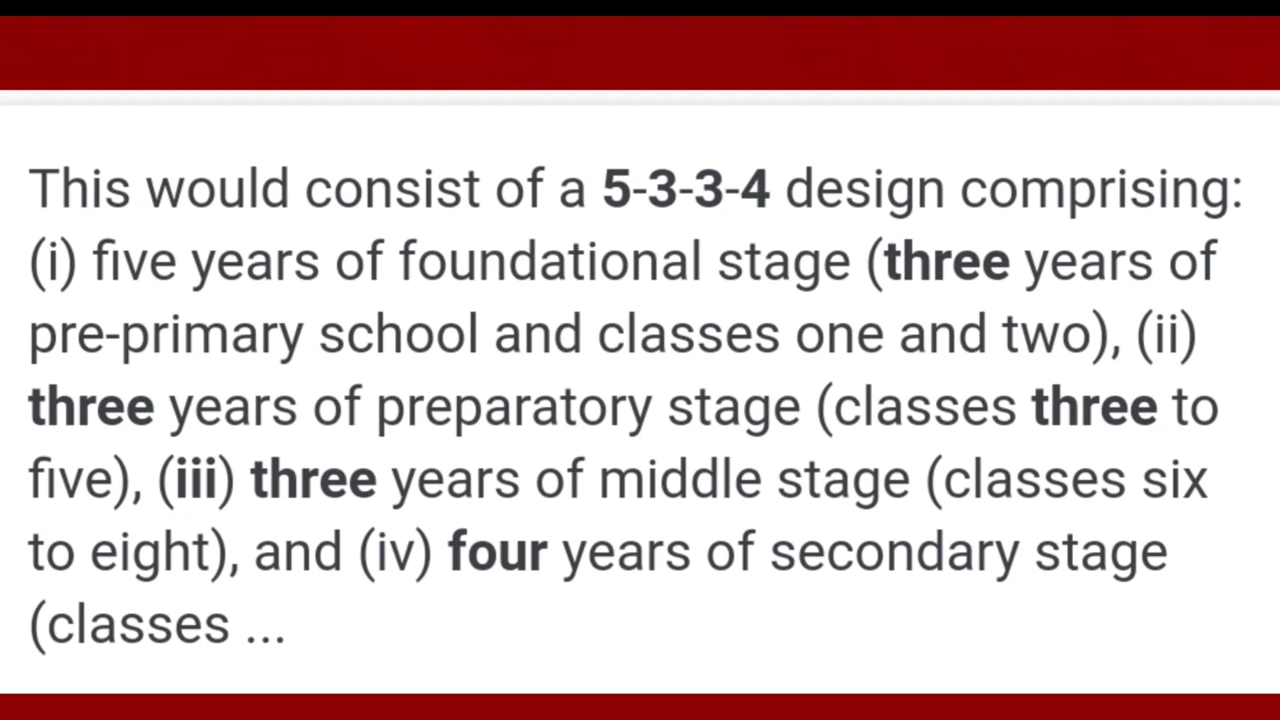 This would consist of a 5-3-3-4 design comprising:
(i) five years of foundational stage (three years of
pre-primary school and classes one and two), (ii)
three years of preparatory stage (classes three to
five), (iii) three years of middle stage (classes six
to eight), and (iv) four years of secondary stage
(classes ...